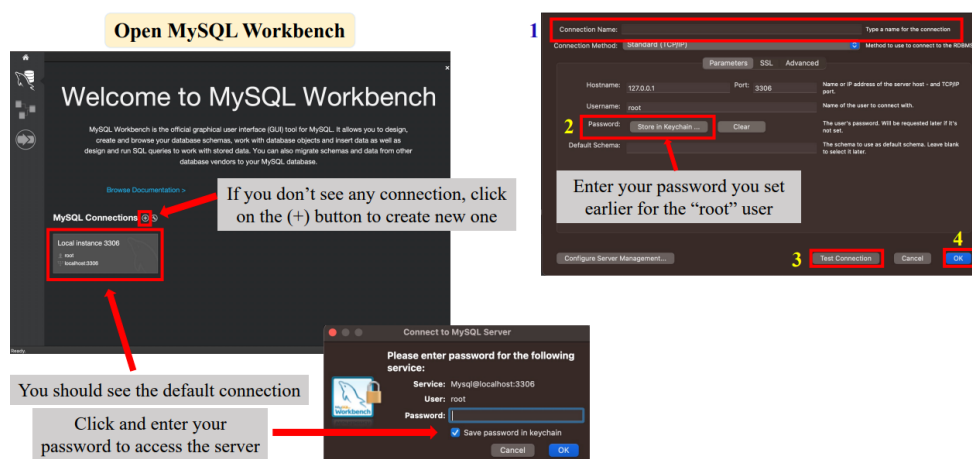 Open MySQL Workbench
Welcome to MySQL Workbench
MySQL Workbench is the official graphical user interface (GUI) tool for MySQL. It allows you to design,
create and browse your database schemas, work with database objects and insert data as well as
design and run SQL queries to work with stored data. You can also migrate schemas and data from other
database vendors to your MySQL database.
Browse Documentation >
If you don’t see any connection, click
on the (+) button to create new one
MySQL Connections
Local instance 3306
root
localhost:3306
Ready.
You should see the default connection
Click and enter your
password to access the server
Connect to MySQL Server
Please enter password for the following
service:
Service: Mysql@localhost:3306
User: root
Password:
Save password in keychain
Cancel OK
Workbench
1
Connection Name: Type a name for the connection
Connection Method: Standard (TCP/IP) Method to use to connect to the RDBMS
Parameters SSL Advanced
Hostname: 127.0.0.1 Port: 3306 Name or IP address of the server host - and TCP/IP
port.
Username: root Name of the user to connect with.
2 Password: Store in Keychain ... Clear The user's password. Will be requested later if it's
not set.
Default Schema: The schema to use as default schema. Leave blank
to select it later.
Enter your password you set
earlier for the “root” user
4
Configure Server Management... 3 Test Connection Cancel OK